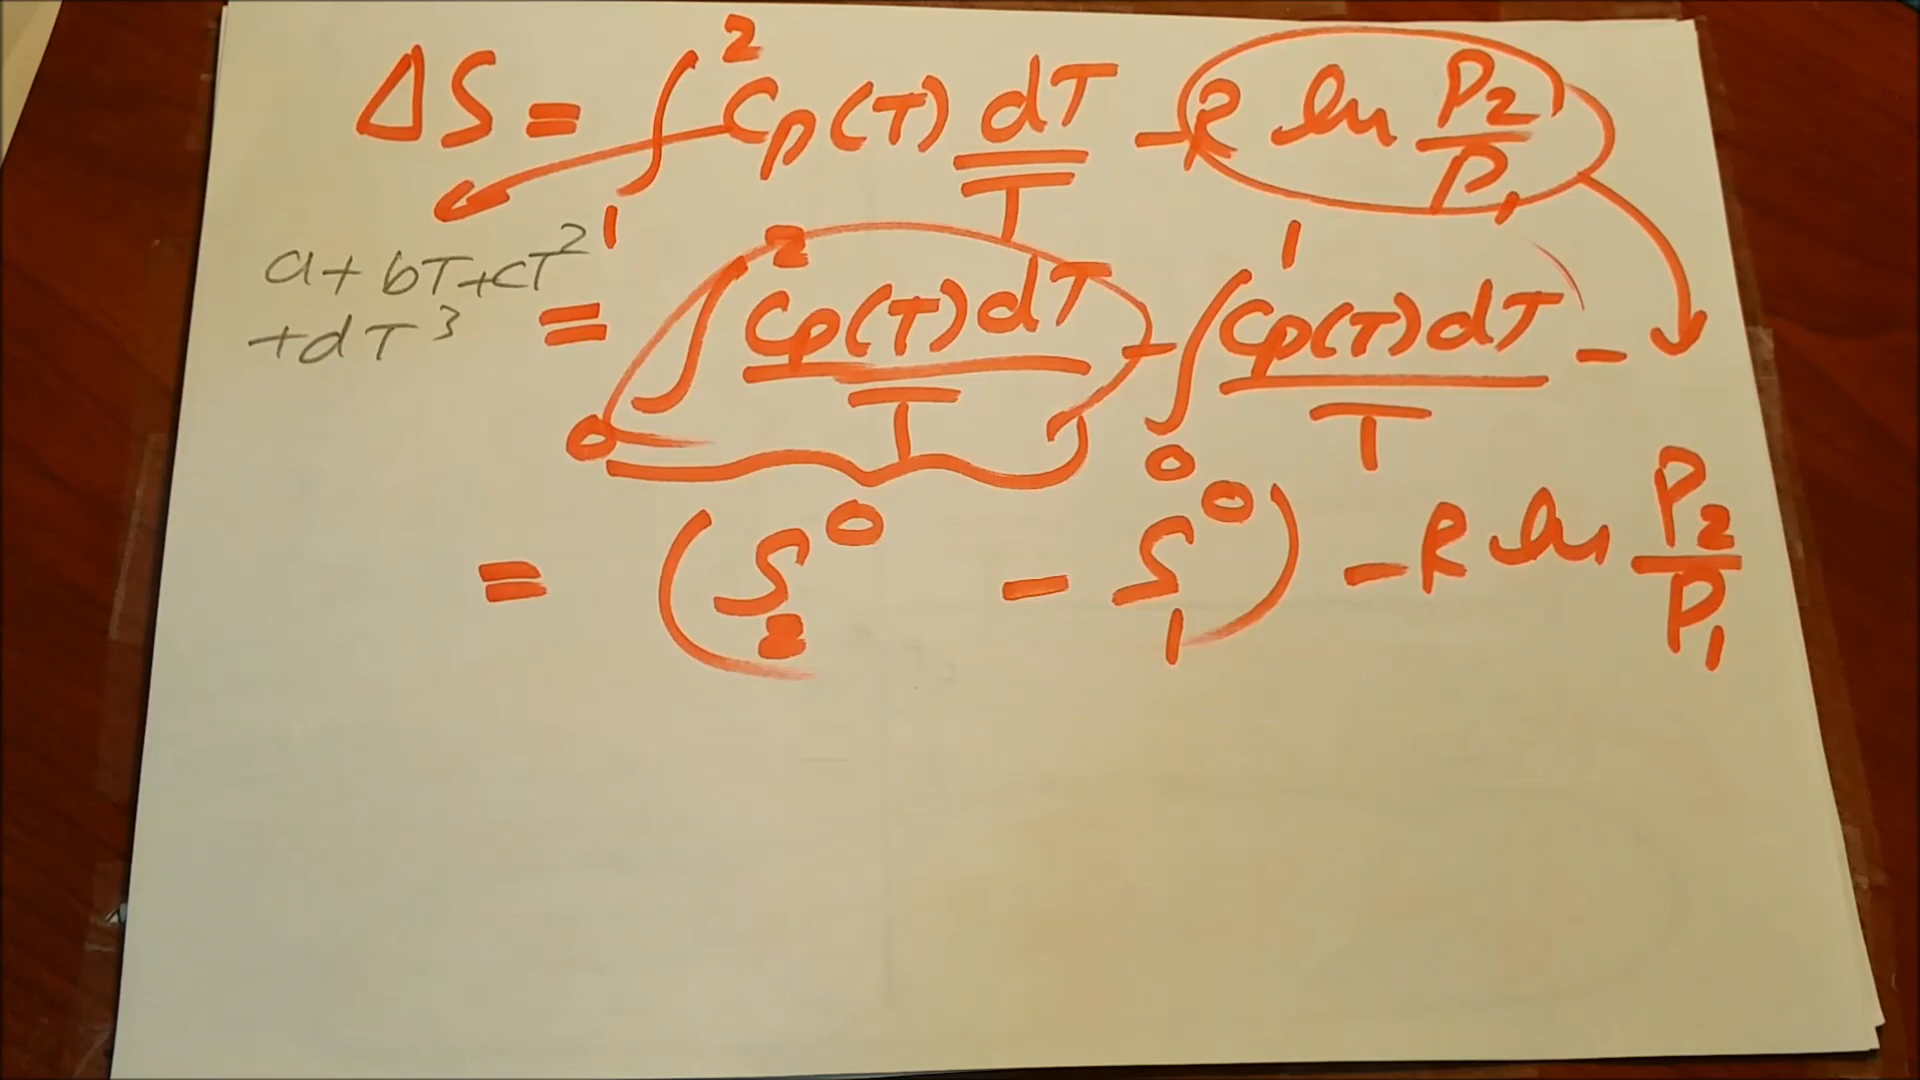 ΔS = ∫₁² Cp(T) dT/T - R ln P₂/P₁
a + bT + cT²
+ dT³
= ∫₀² Cp(T)dT/T - ∫₀¹ Cp(T)dT/T -
= (S₂⁰ - S₁⁰) - R ln P₂/P₁